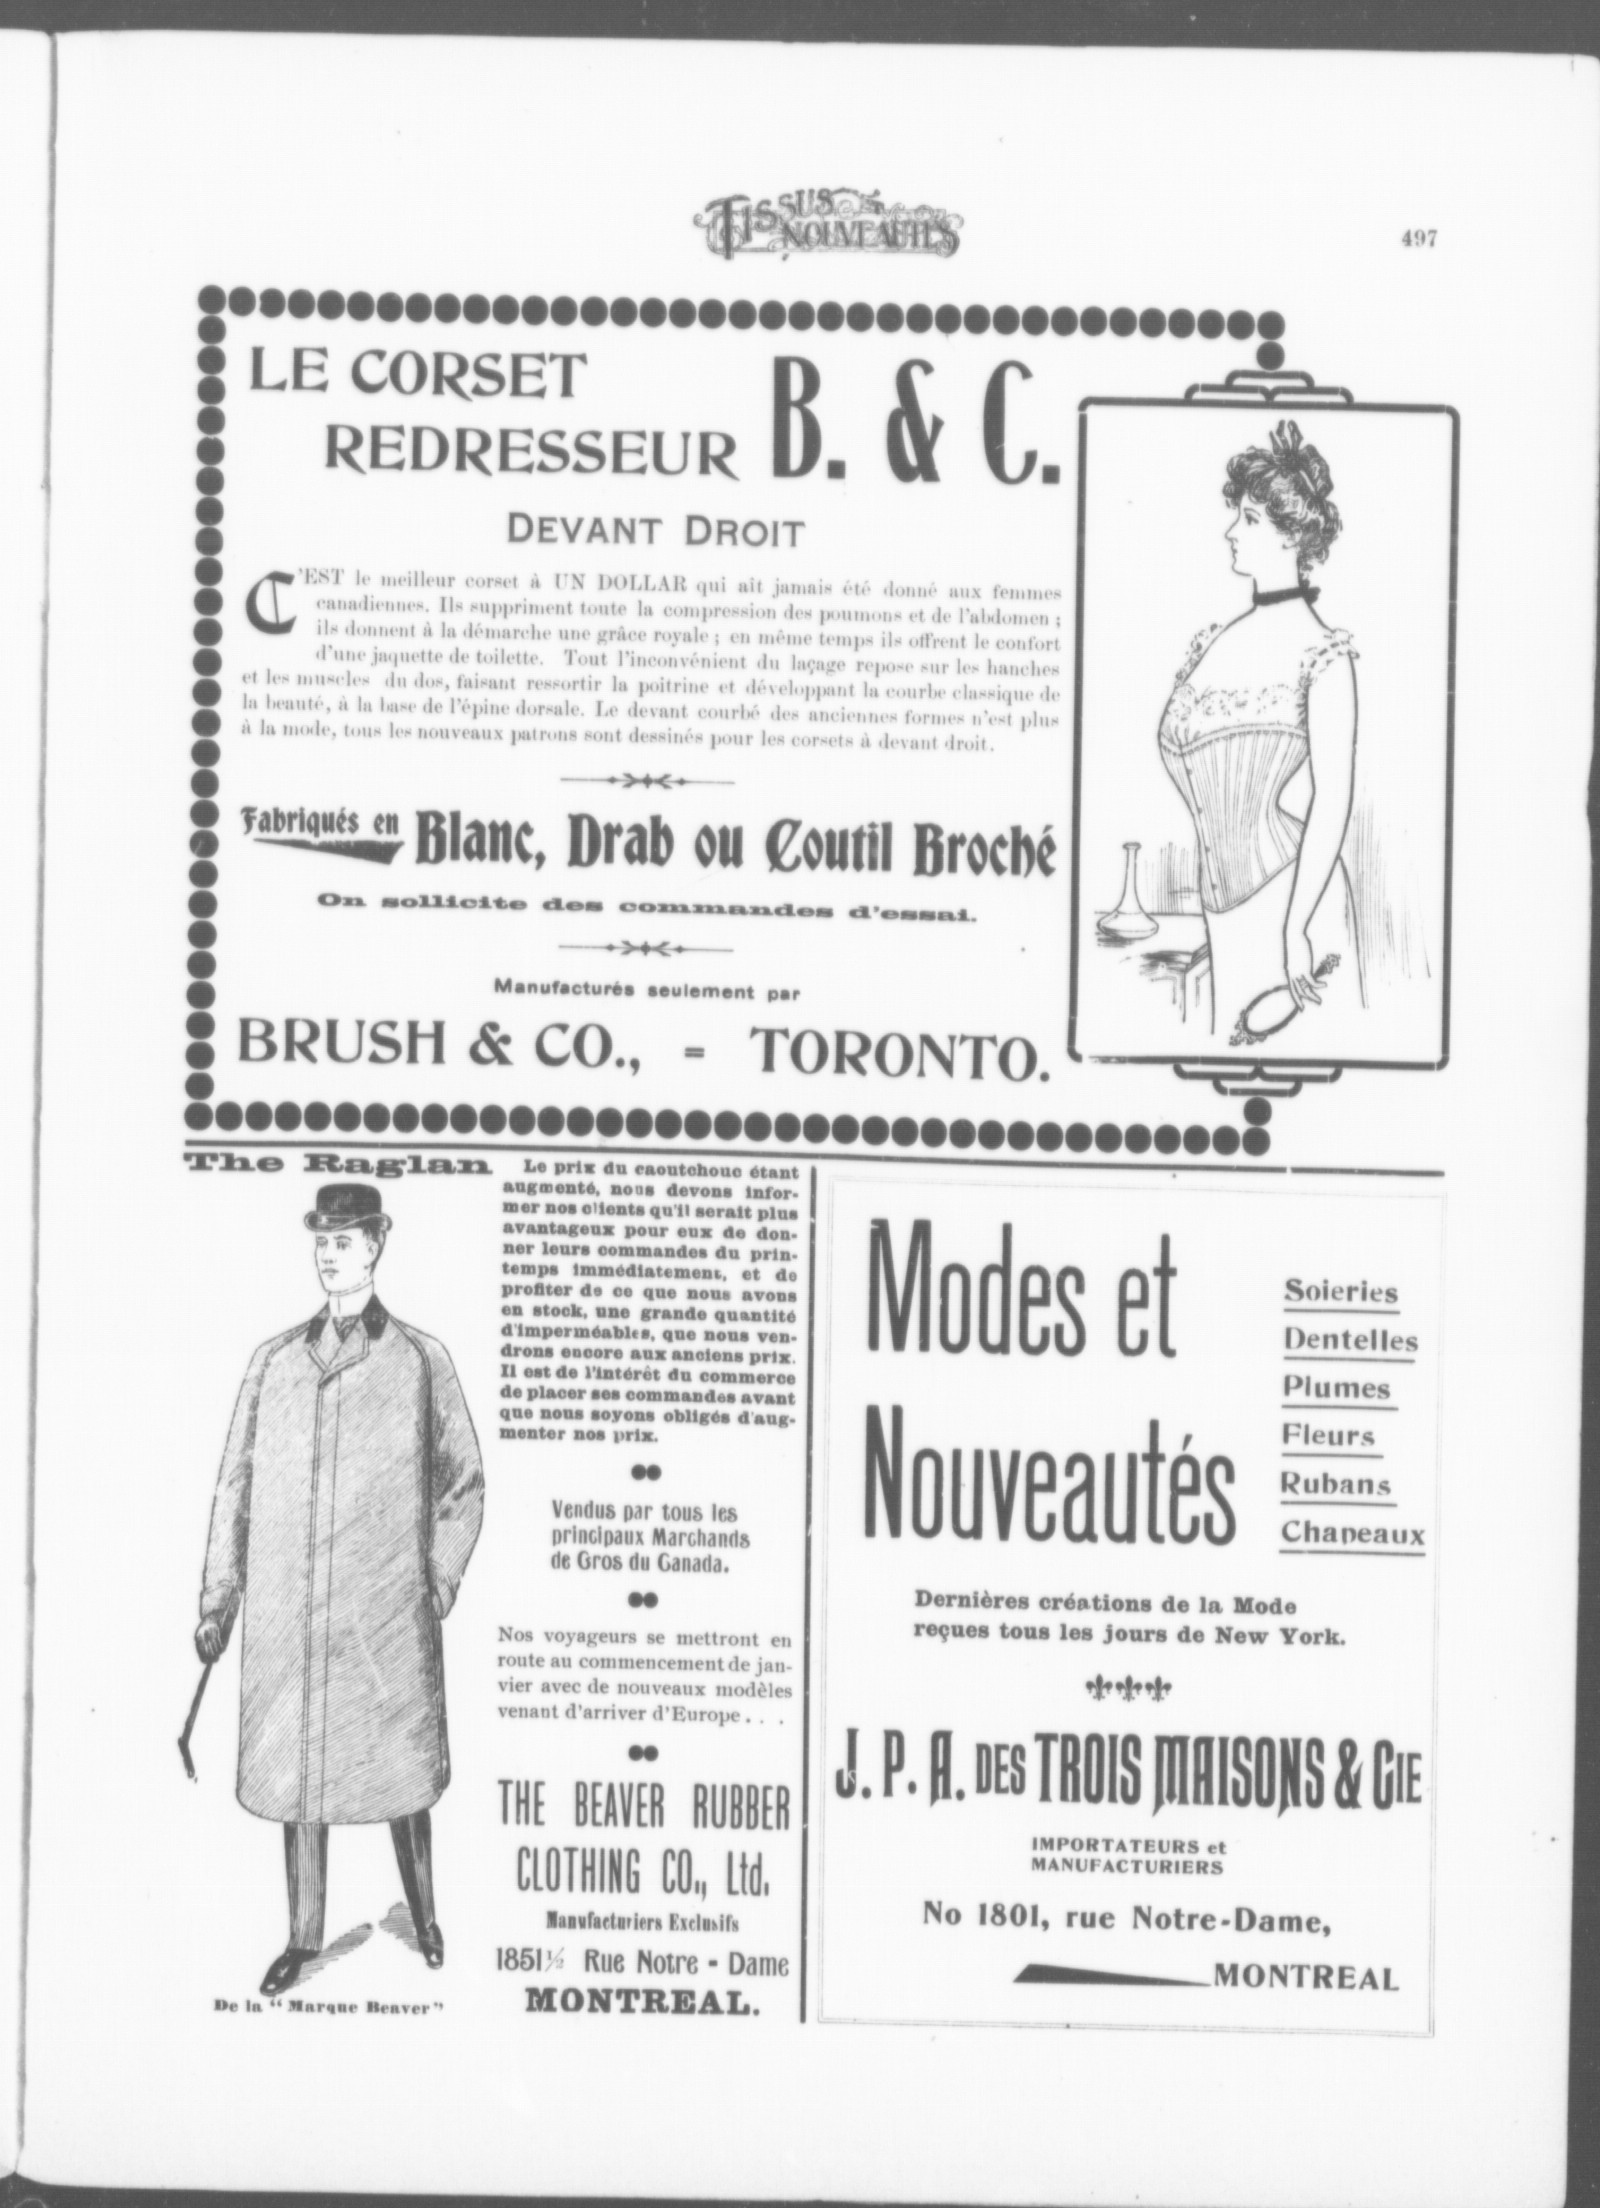 TISSUS
NOUVEAUTÉS
497
LE CORSET
REDRESSEUR B. & C.
DEVANT DROIT
C'EST le meilleur corset à UN DOLLAR qui ait jamais été donné aux femmes
canadiennes. Ils suppriment toute la compression des poumons et de l'abdomen ;
ils donnent à la démarche une grâce royale ; en même temps ils offrent le confort
d'une jaquette de toilette. Tout l'inconvénient du laçage repose sur les hanches
et les muscles du dos, faisant ressortir la poitrine et développant la courbe classique de
la beauté, à la base de l'épine dorsale. Le devant courbé des anciennes formes n'est plus
à la mode, tous les nouveaux patrons sont dessinés pour les corsets à devant droit.
Fabriqués en Blanc, Drab ou Coutil Broché
On sollicite des commandes d'essai.
Manufacturés seulement par
BRUSH & CO., = TORONTO.
The Raglan
De la " Marque Beaver"
Le prix du caoutchouc étant
augmenté, nous devons infor-
mer nos clients qu'il serait plus
avantageux pour eux de don-
ner leurs commandes du prin-
temps immédiatement, et de
profiter de ce que nous avons
en stock, une grande quantité
d'imperméables, que nous ven-
drons encore aux anciens prix.
Il est de l'intérêt du commerce
de placer ses commandes avant
que nous soyons obligés d'aug-
menter nos prix.
Vendus par tous les
principaux Marchands
de Gros du Canada.
Nos voyageurs se mettront en
route au commencement de jan-
vier avec de nouveaux modèles
venant d'arriver d'Europe . . .
THE BEAVER RUBBER
CLOTHING CO., Ltd.
Manufacturiers Exclusifs
1851½ Rue Notre - Dame
MONTREAL.
Modes et
Nouveautés
Soieries
Dentelles
Plumes
Fleurs
Rubans
Chapeaux
Dernières créations de la Mode
reçues tous les jours de New York.
J. P. A. DES TROIS MAISONS & CIE
IMPORTATEURS et
MANUFACTURIERS
No 1801, rue Notre-Dame,
MONTREAL